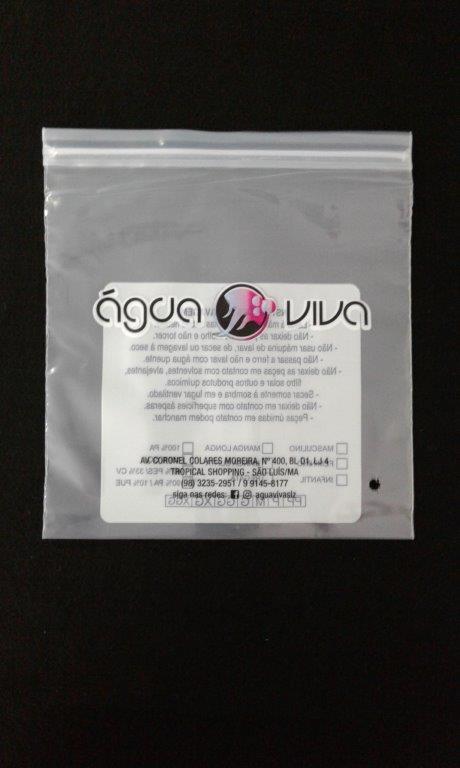 água viva
- Não deixar as peças de molho e não torcer.
- Não usar máquina de lavar, de secar ou lavagem à seco.
- Não passar a ferro e não lavar com água quente.
- Não deixar as peças em contato com solventes, alvejantes,
filtro solar e outros produtos químicos.
- Secar somente à sombra e em lugar ventilado.
- Não deixar em contato com superfícies ásperas.
- Peças úmidas em contato podem manchar.
MASCULINO MANGA LONGA 100% PA
AV. CORONEL COLARES MOREIRA, Nº 400, BL D1, LJ 4
TROPICAL SHOPPING - SÃO LUÍS/MA
INFANTIL
(98) 3235-2951 / 9 9145-8177
siga nas redes: aquavivaslz
PP P M G GG XG XGG